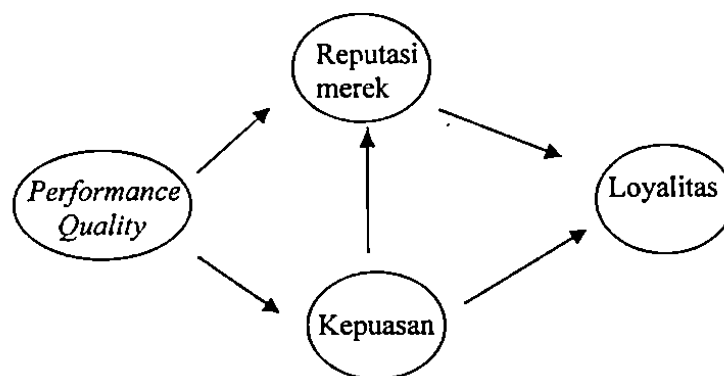 Reputasi
merek
Performance
Quality
Loyalitas
Kepuasan